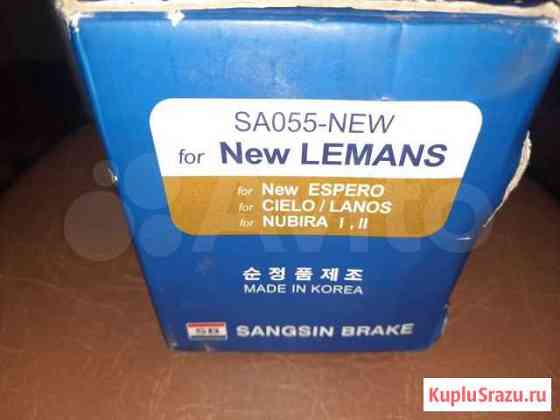 SA055-NEW
for New LEMANS
for New ESPERO
for CIELO / LANOS
for NUBIRA I , II
순정품제조
MADE IN KOREA
SB SANGSIN BRAKE
Avito
KupluSrazu.ru